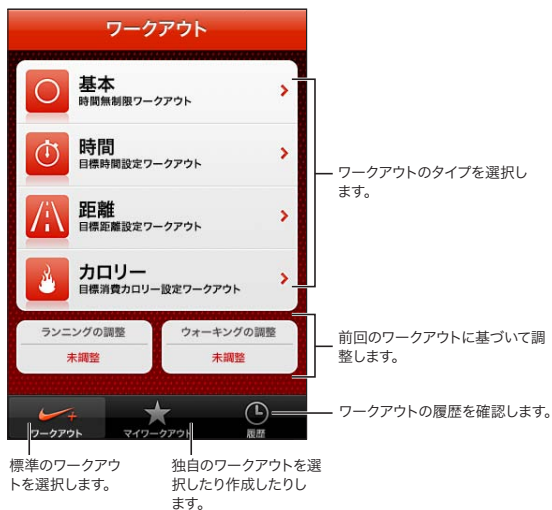 ワークアウト
基本
時間無制限ワークアウト
時間
目標時間設定ワークアウト
距離
目標距離設定ワークアウト
カロリー
目標消費カロリー設定ワークアウト
ワークアウトのタイプを選択し
ます。
ランニングの調整
未調整
ウォーキングの調整
未調整
前回のワークアウトに基づいて調
整します。
ワークアウト
マイワークアウト
履歴
ワークアウトの履歴を確認します。
標準のワークアウ
トを選択します。
独自のワークアウトを選
択したり作成したりし
ます。